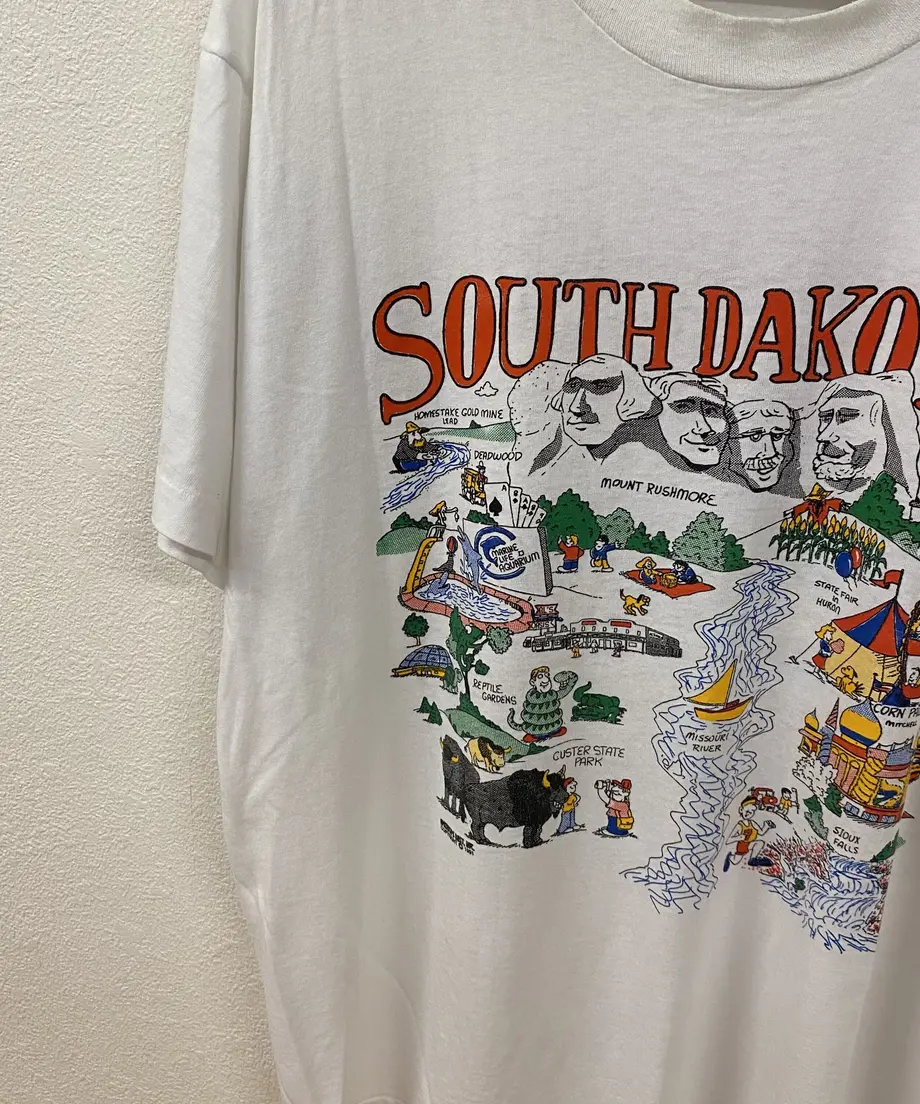 SOUTH DAKO
HOMESTAKE GOLD MINE
LEAD
DEADWOOD
A
MOUNT RUSHMORE
MARINE
LIFE
AQUARIUM
STATE FAIR
in
HURON
REPTILE
GARDENS
CORN PA
MITCHELL
MISSOURI
RIVER
CUSTER STATE
PARK
SIOUX
FALLS